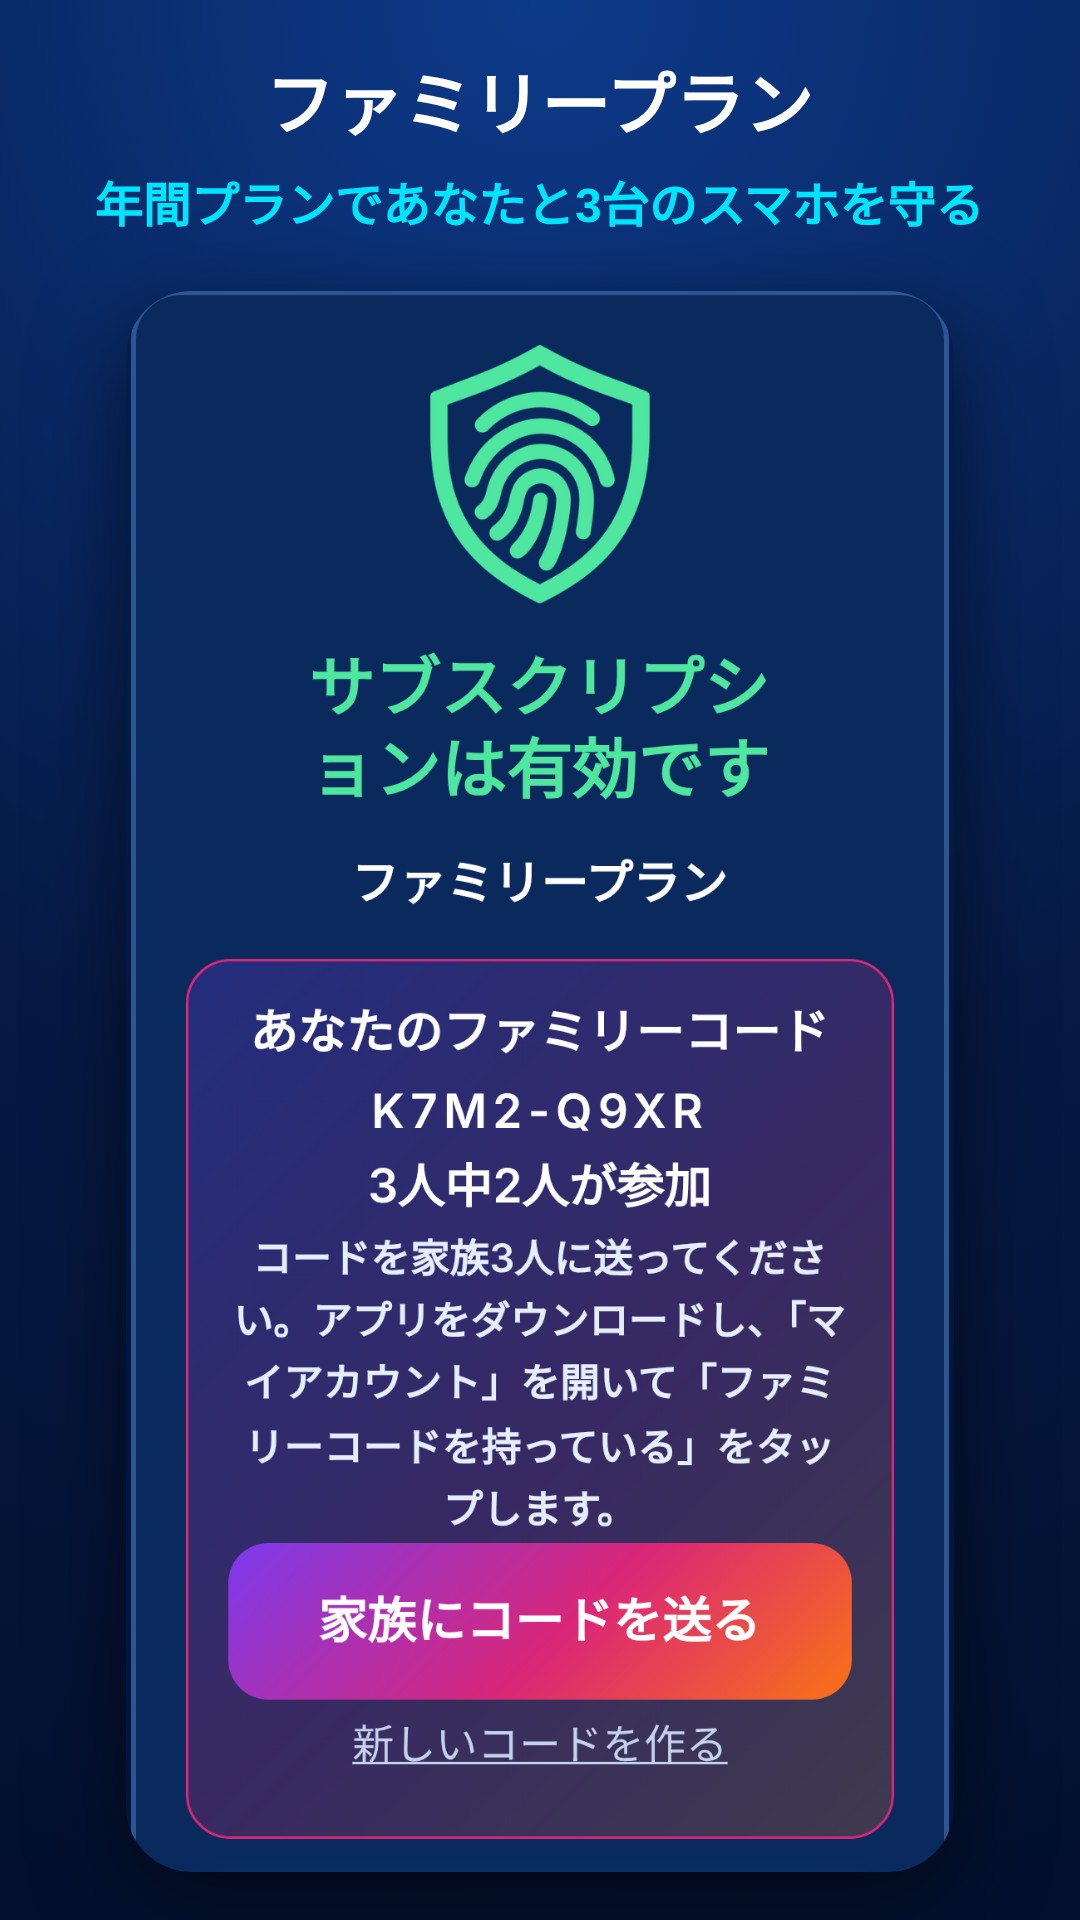 ファミリープラン
年間プランであなたと3台のスマホを守る
サブスクリプシ
ョンは有効です
ファミリープラン
あなたのファミリーコード
K7M2-Q9XR
3人中2人が参加
コードを家族3人に送ってくださ
い。アプリをダウンロードし、「マ
イアカウント」を開いて「ファミ
リーコードを持っている」をタッ
プします。
家族にコードを送る
新しいコードを作る